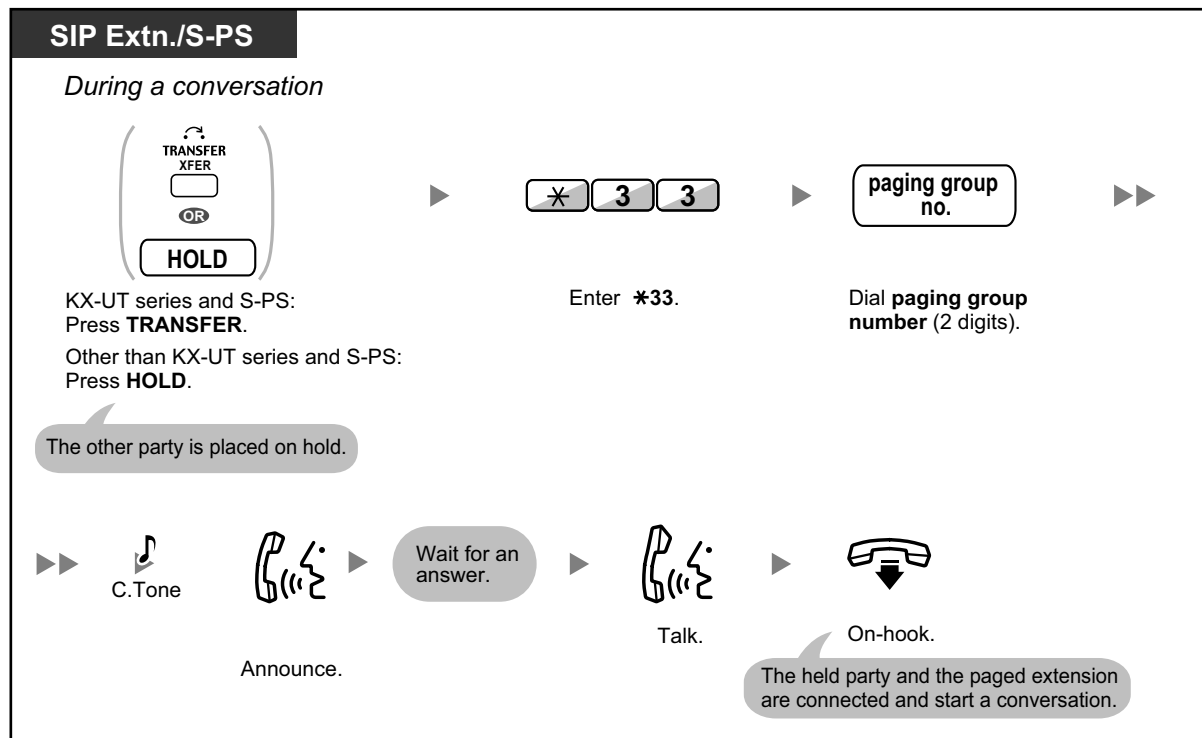 SIP Extn./S-PS
During a conversation
TRANSFER
XFER
OR
HOLD
KX-UT series and S-PS:
Press TRANSFER.
Other than KX-UT series and S-PS:
Press HOLD.
The other party is placed on hold.
* 3 3
Enter *33.
paging group
no.
Dial paging group
number (2 digits).
C.Tone
Announce.
Wait for an
answer.
Talk.
On-hook.
The held party and the paged extension
are connected and start a conversation.